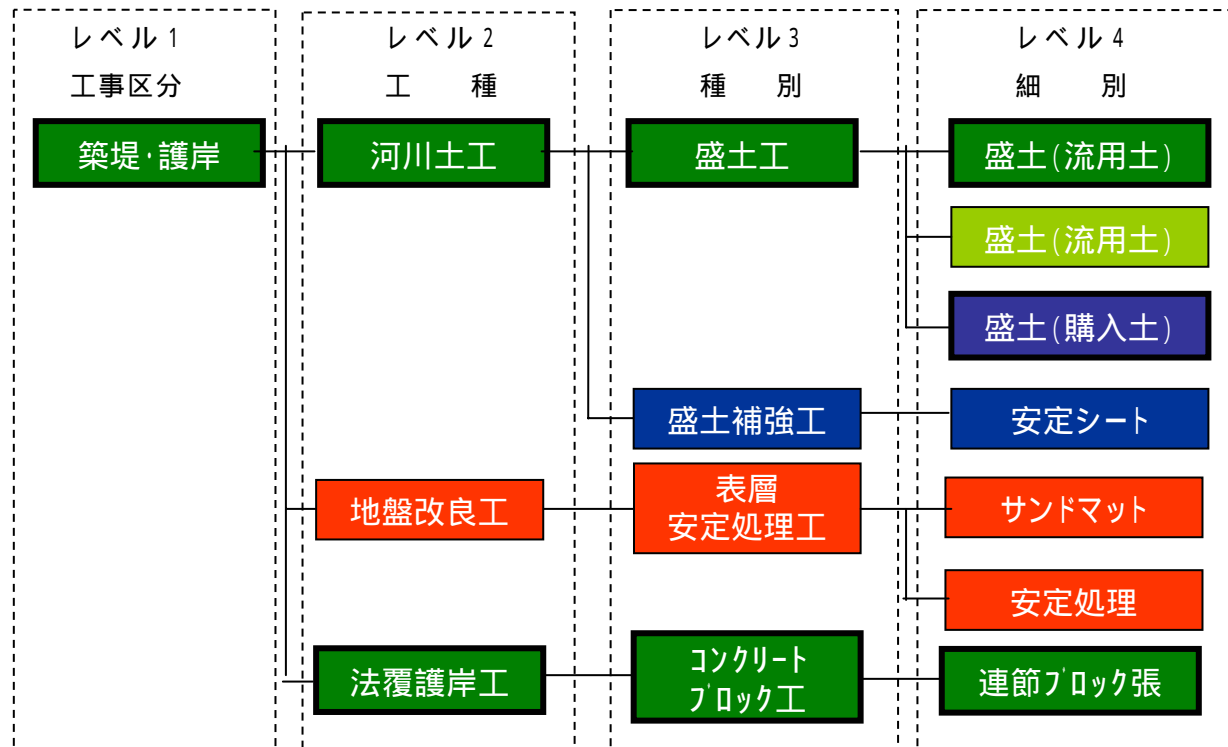 レベル1
レベル2
レベル3
レベル4
工事区分
工 種
種 別
細 別
築堤・護岸
河川土工
盛土工
盛土(流用土)
盛土(流用土)
盛土(購入土)
盛土補強工
安定シート
地盤改良工
表層
安定処理工
サンドマット
安定処理
法覆護岸工
コンクリート
ブロック工
連節ブロック張